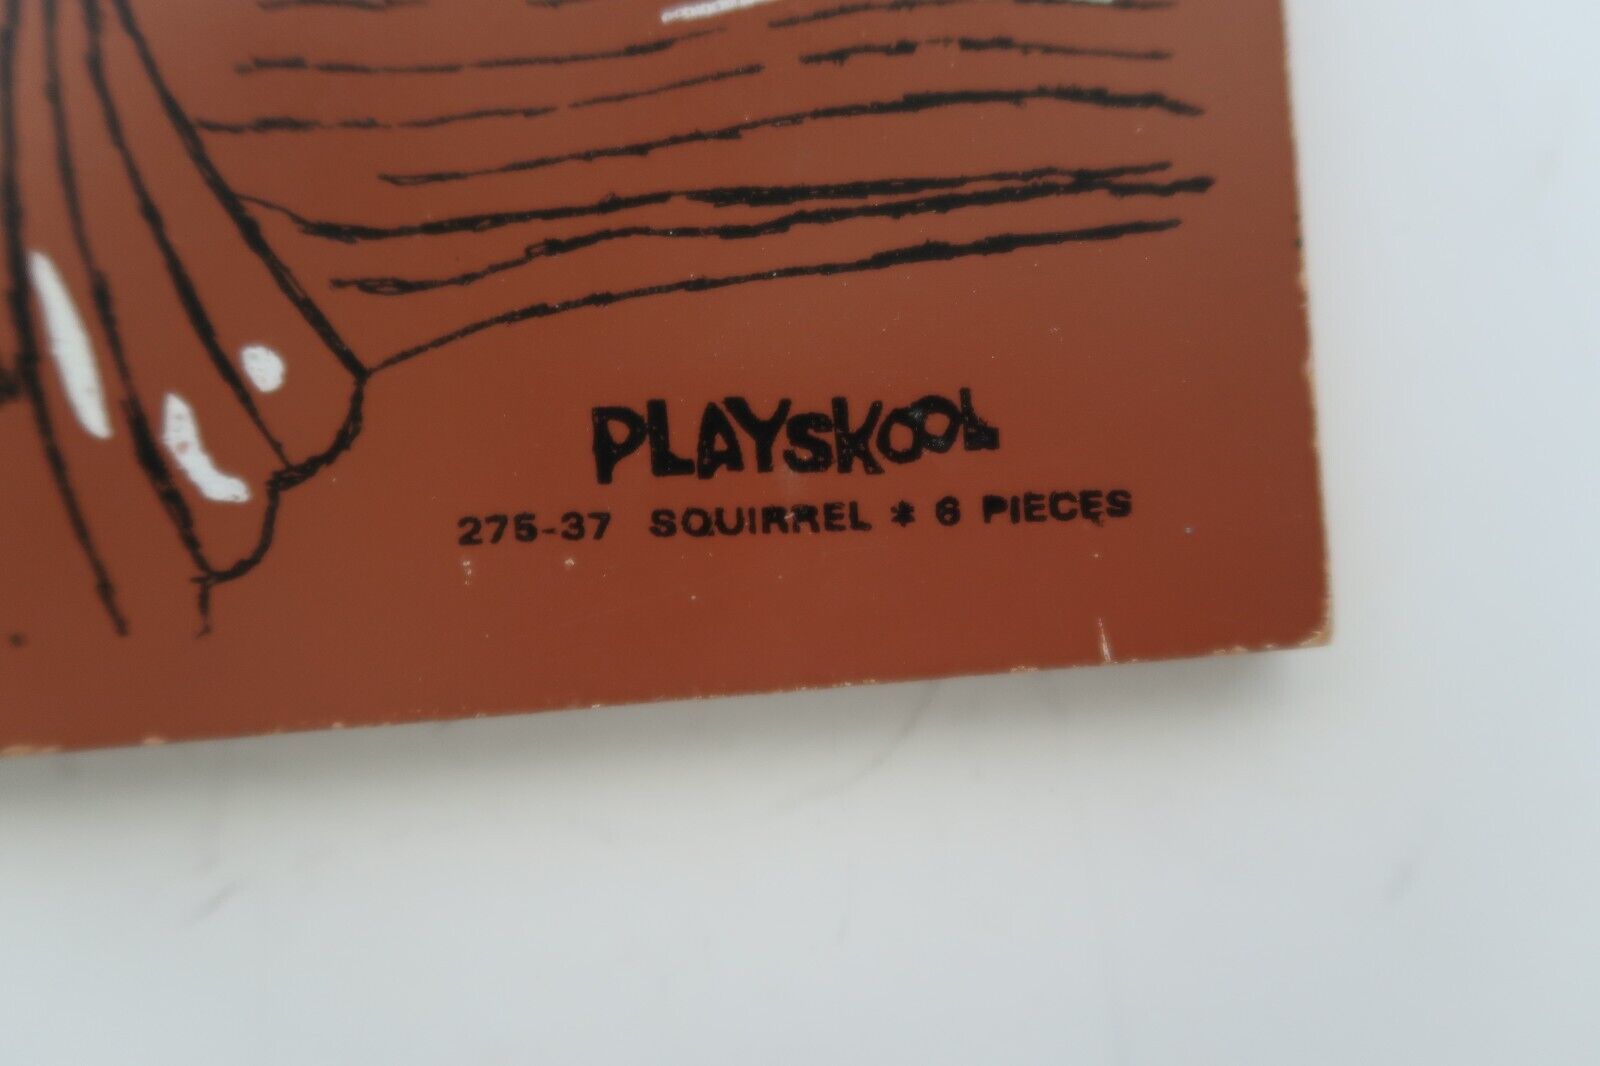 PLAYSKOOL
275-37 SQUIRREL * 6 PIECES